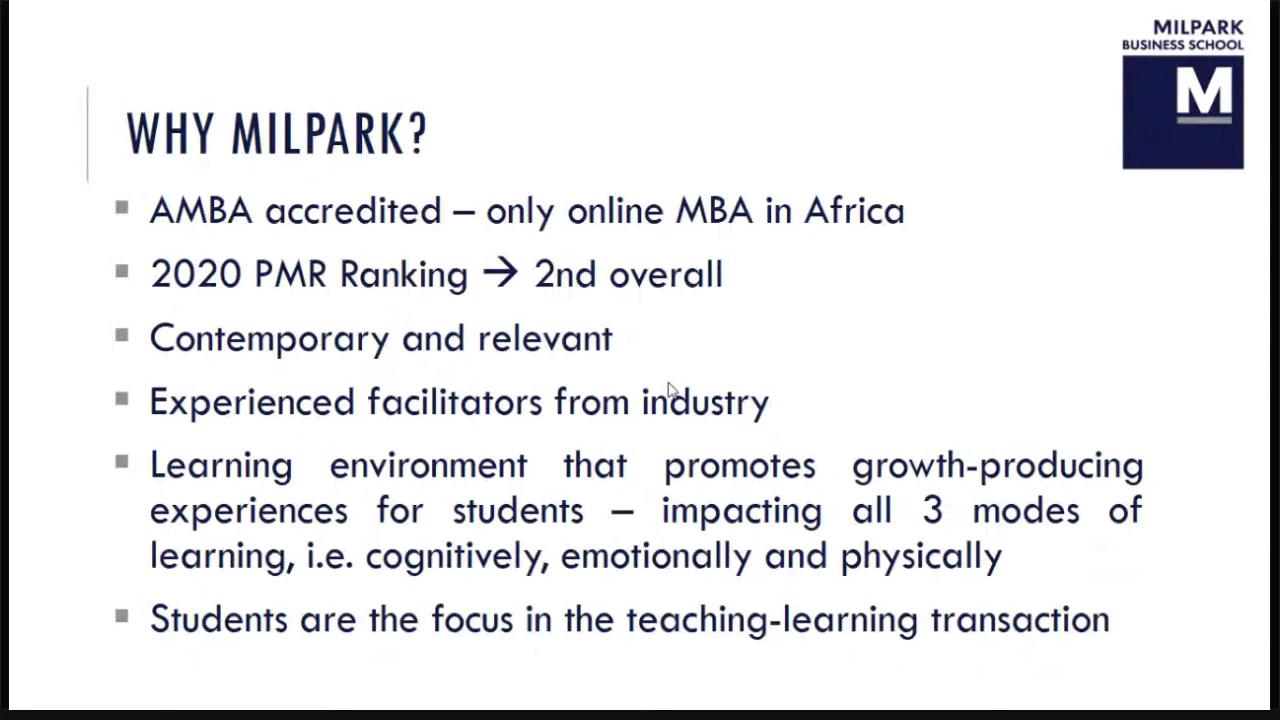 MILPARK
BUSINESS SCHOOL
M
WHY MILPARK?
▪ AMBA accredited – only online MBA in Africa
▪ 2020 PMR Ranking → 2nd overall
▪ Contemporary and relevant
▪ Experienced facilitators from industry
▪ Learning environment that promotes growth-producing
experiences for students – impacting all 3 modes of
learning, i.e. cognitively, emotionally and physically
▪ Students are the focus in the teaching-learning transaction